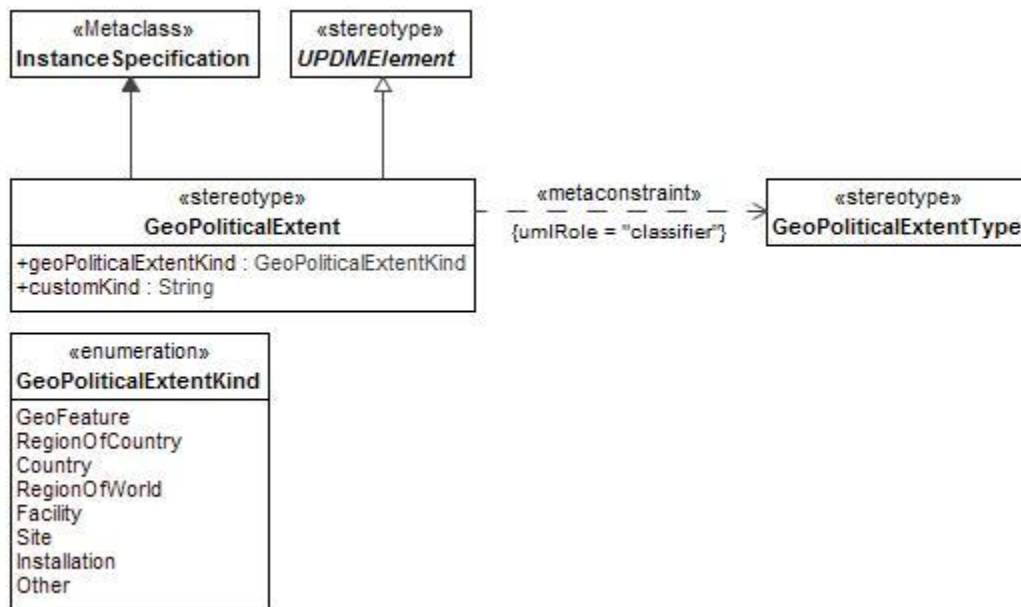 «Metaclass»
InstanceSpecification
«stereotype»
UPDMElement
«stereotype»
GeoPoliticalExtent
+geoPoliticalExtentKind : GeoPoliticalExtentKind
+customKind : String
«metaconstraint»
{umlRole = "classifier"}
«stereotype»
GeoPoliticalExtentType
«enumeration»
GeoPoliticalExtentKind
GeoFeature
RegionOfCountry
Country
RegionOfWorld
Facility
Site
Installation
Other